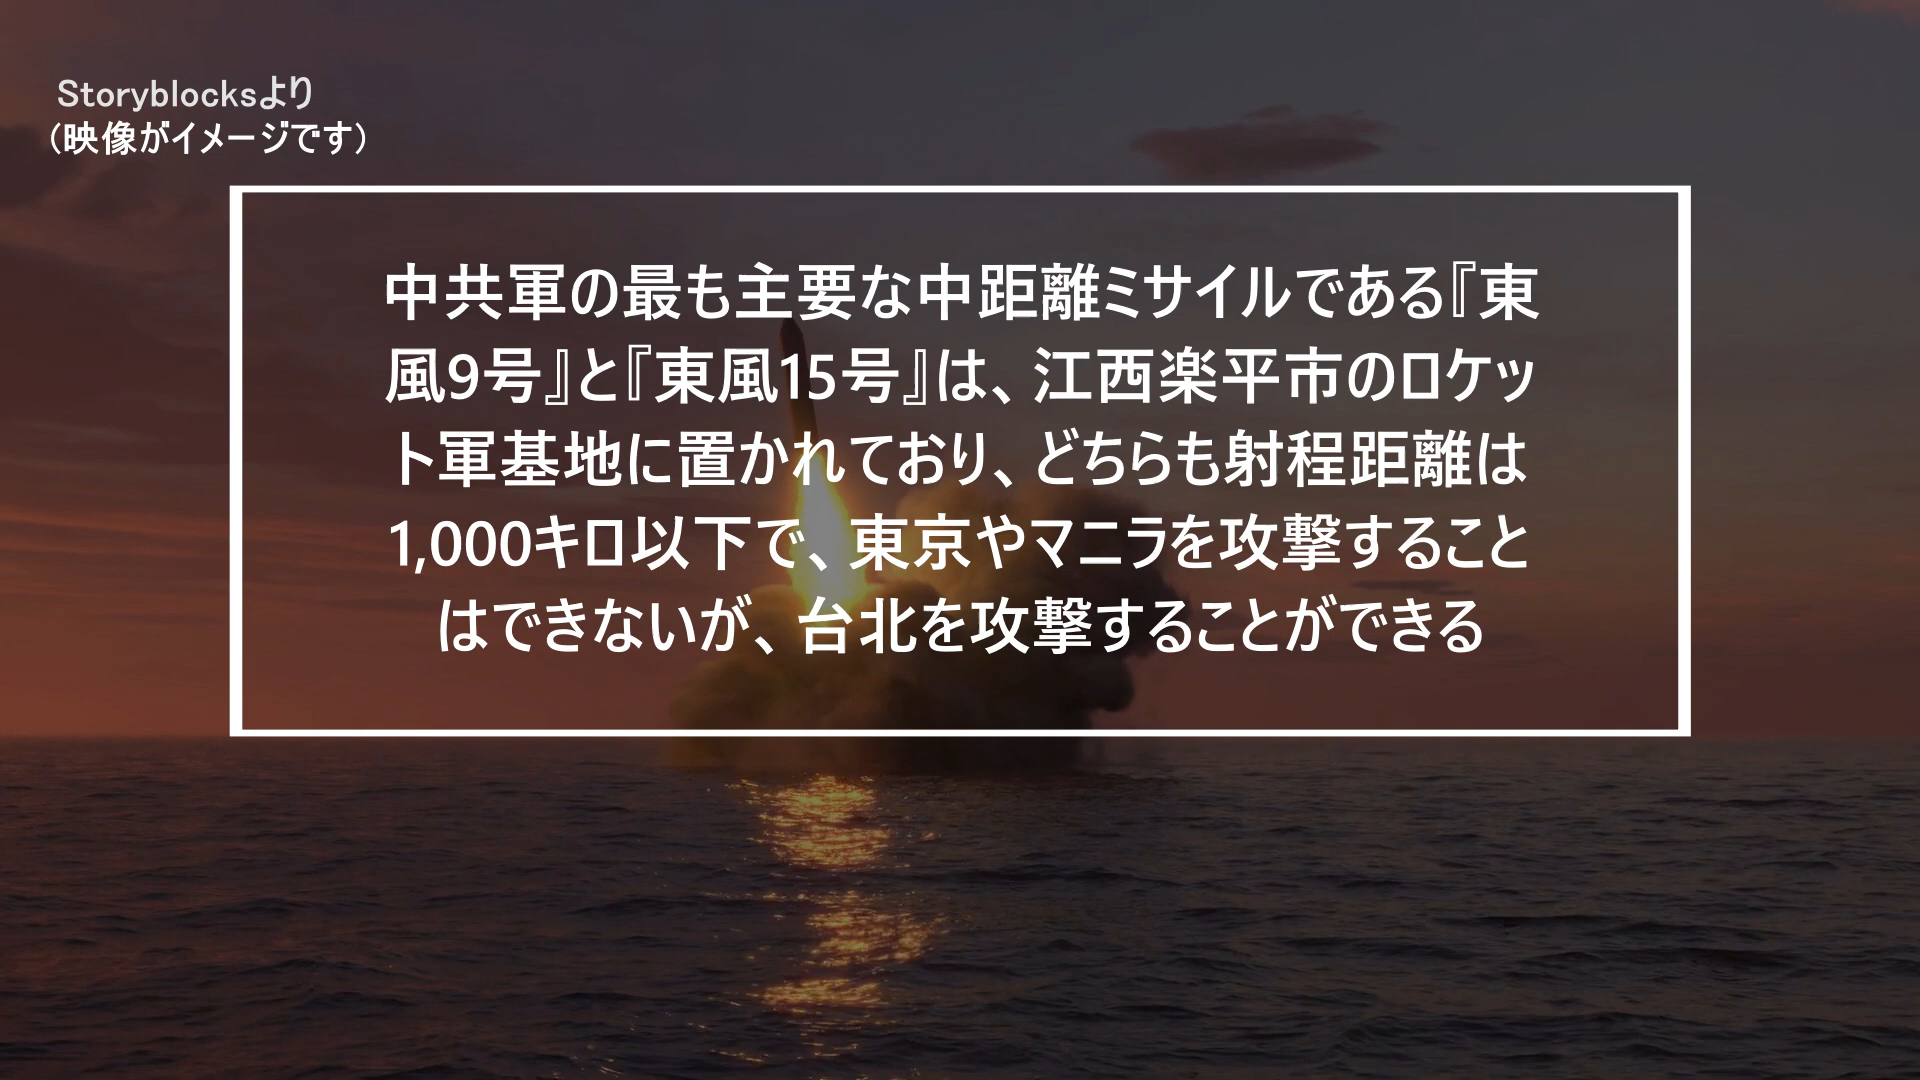 Storyblocksより
(映像がイメージです)
中共軍の最も主要な中距離ミサイルである『東
風9号』と『東風15号』は、江西楽平市のロケッ
ト軍基地に置かれており、どちらも射程距離は
1,000キロ以下で、東京やマニラを攻撃すること
はできないが、台北を攻撃することができる